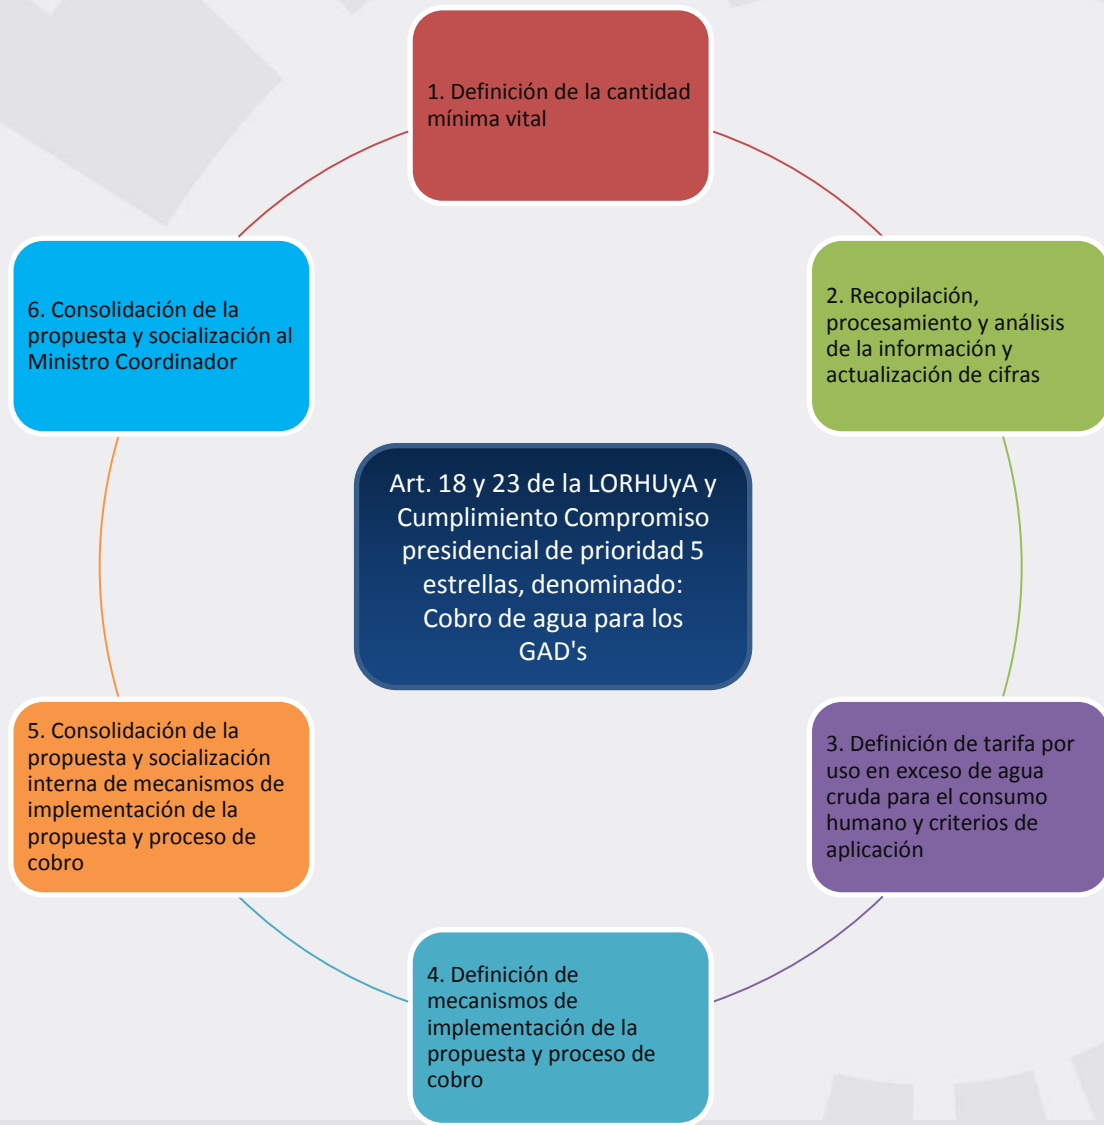 1. Definición de la cantidad
mínima vital
2. Recopilación,
procesamiento y análisis
de la información y
actualización de cifras
3. Definición de tarifa por
uso en exceso de agua
cruda para el consumo
humano y criterios de
aplicación
4. Definición de
mecanismos de
implementación de la
propuesta y proceso de
cobro
5. Consolidación de la
propuesta y socialización
interna de mecanismos de
implementación de la
propuesta y proceso de
cobro
6. Consolidación de la
propuesta y socialización al
Ministro Coordinador
Art. 18 y 23 de la LORHUyA y
Cumplimiento Compromiso
presidencial de prioridad 5
estrellas, denominado:
Cobro de agua para los
GAD's